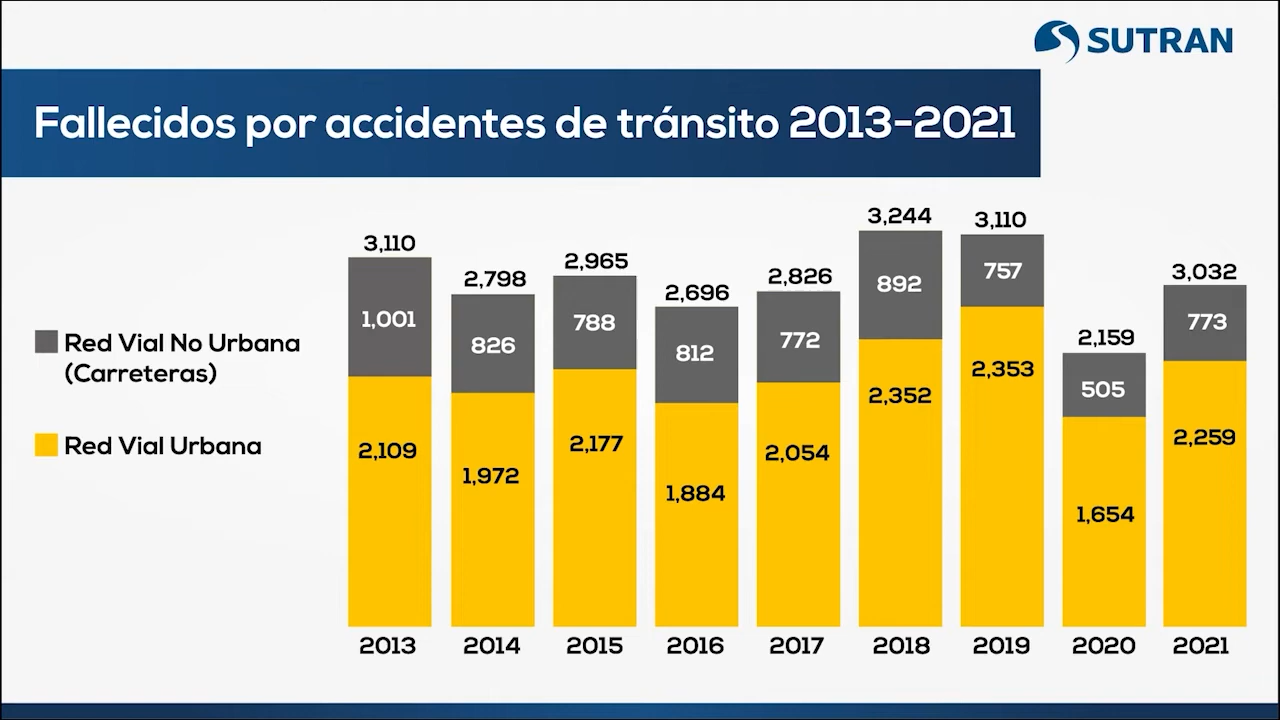 SUTRAN
Fallecidos por accidentes de tránsito 2013-2021
3,110 2,798 2,965 2,696 2,826 3,244 3,110 2,159 3,032
1,001 826 788 812 772 892 757 505 773
Red Vial No Urbana
(Carreteras)
Red Vial Urbana
2,109 1,972 2,177 1,884 2,054 2,352 2,353 1,654 2,259
2013 2014 2015 2016 2017 2018 2019 2020 2021